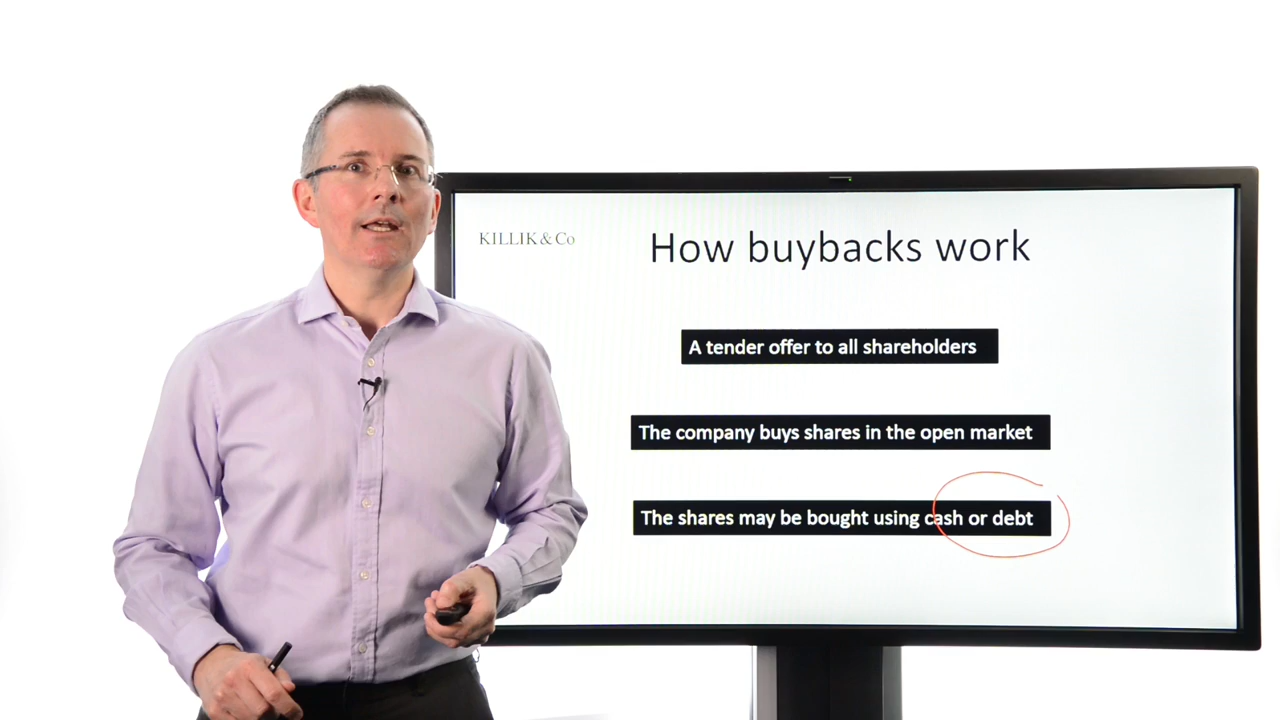 KILLIK & Co
How buybacks work
A tender offer to all shareholders
The company buys shares in the open market
The shares may be bought using cash or debt